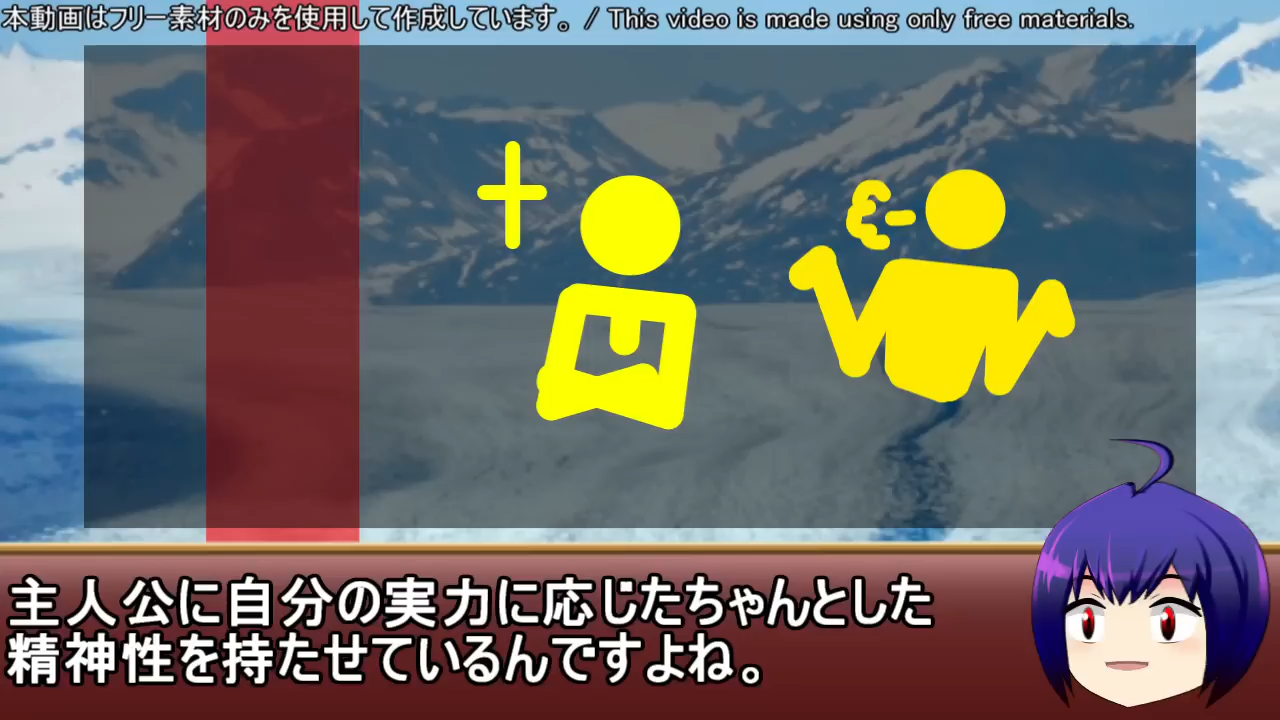 本動画はフリー素材のみを使用して作成しています。 / This video is made using only free materials.
主人公に自分の実力に応じたちゃんとした
精神性を持たせているんですよね。